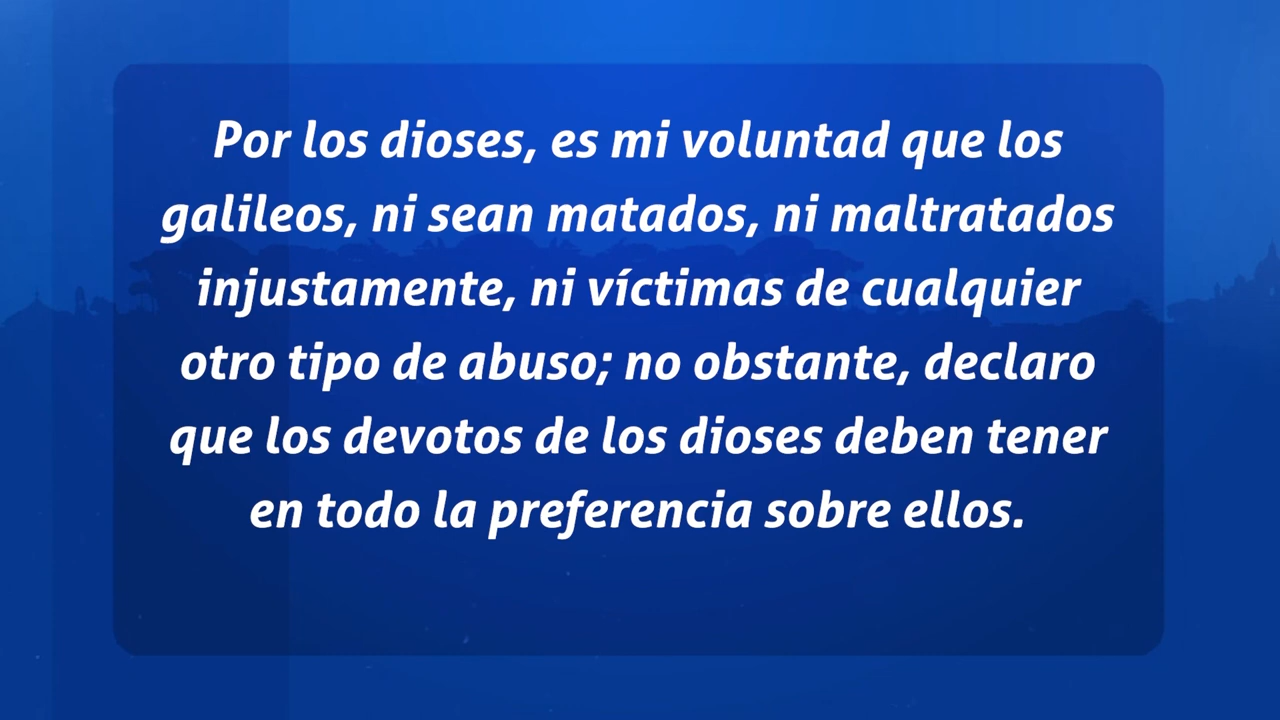 Por los dioses, es mi voluntad que los
galileos, ni sean matados, ni maltratados
injustamente, ni víctimas de cualquier
otro tipo de abuso; no obstante, declaro
que los devotos de los dioses deben tener
en todo la preferencia sobre ellos.